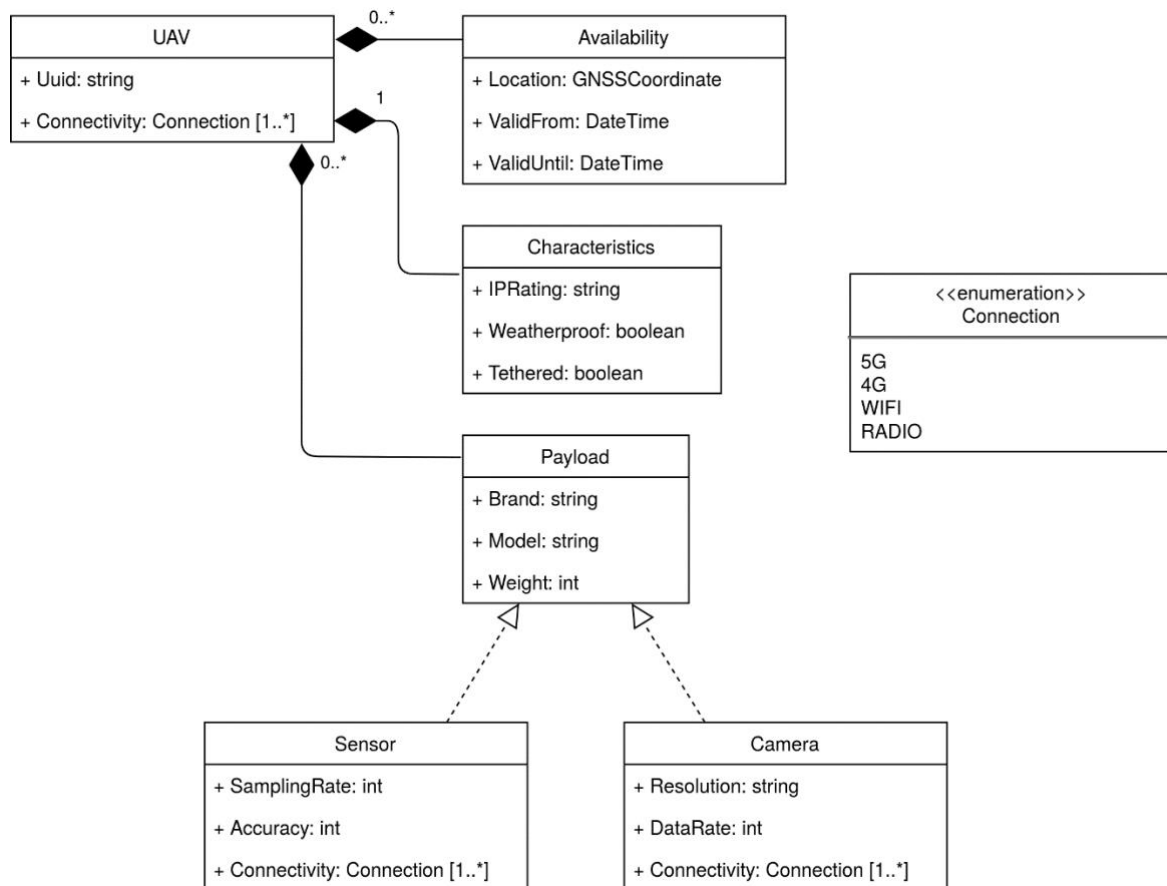 UAV
+ Uuid: string
+ Connectivity: Connection [1..*]
0..*
1
0..*
Availability
+ Location: GNSSCoordinate
+ ValidFrom: DateTime
+ ValidUntil: DateTime
Characteristics
+ IPRating: string
+ Weatherproof: boolean
+ Tethered: boolean
<<enumeration>>
Connection
5G
4G
WIFI
RADIO
Payload
+ Brand: string
+ Model: string
+ Weight: int
Sensor
+ SamplingRate: int
+ Accuracy: int
+ Connectivity: Connection [1..*]
Camera
+ Resolution: string
+ DataRate: int
+ Connectivity: Connection [1..*]